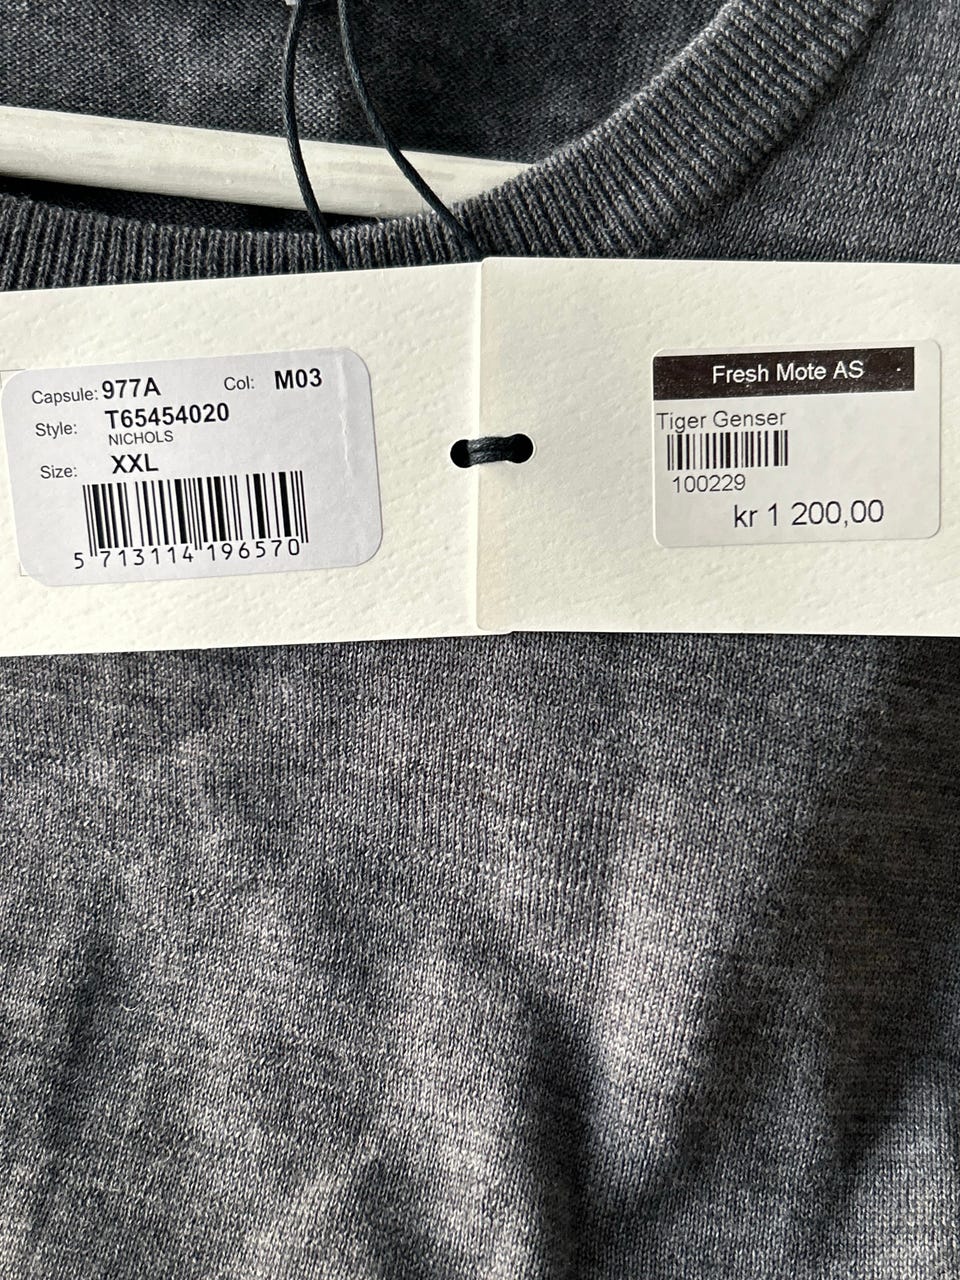 Capsule: 977A Col: M03
Style: T65454020
NICHOLS
Size: XXL
5 713114 196570
Fresh Mote AS
Tiger Genser
100229
kr 1 200,00